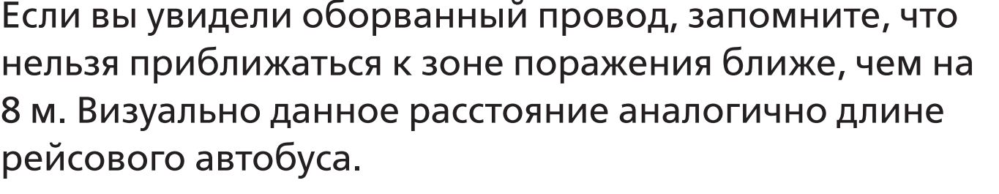 Если вы увидели оборванный провод, запомните, что
нельзя приближаться к зоне поражения ближе, чем на
8 м. Визуально данное расстояние аналогично длине
рейсового автобуса.